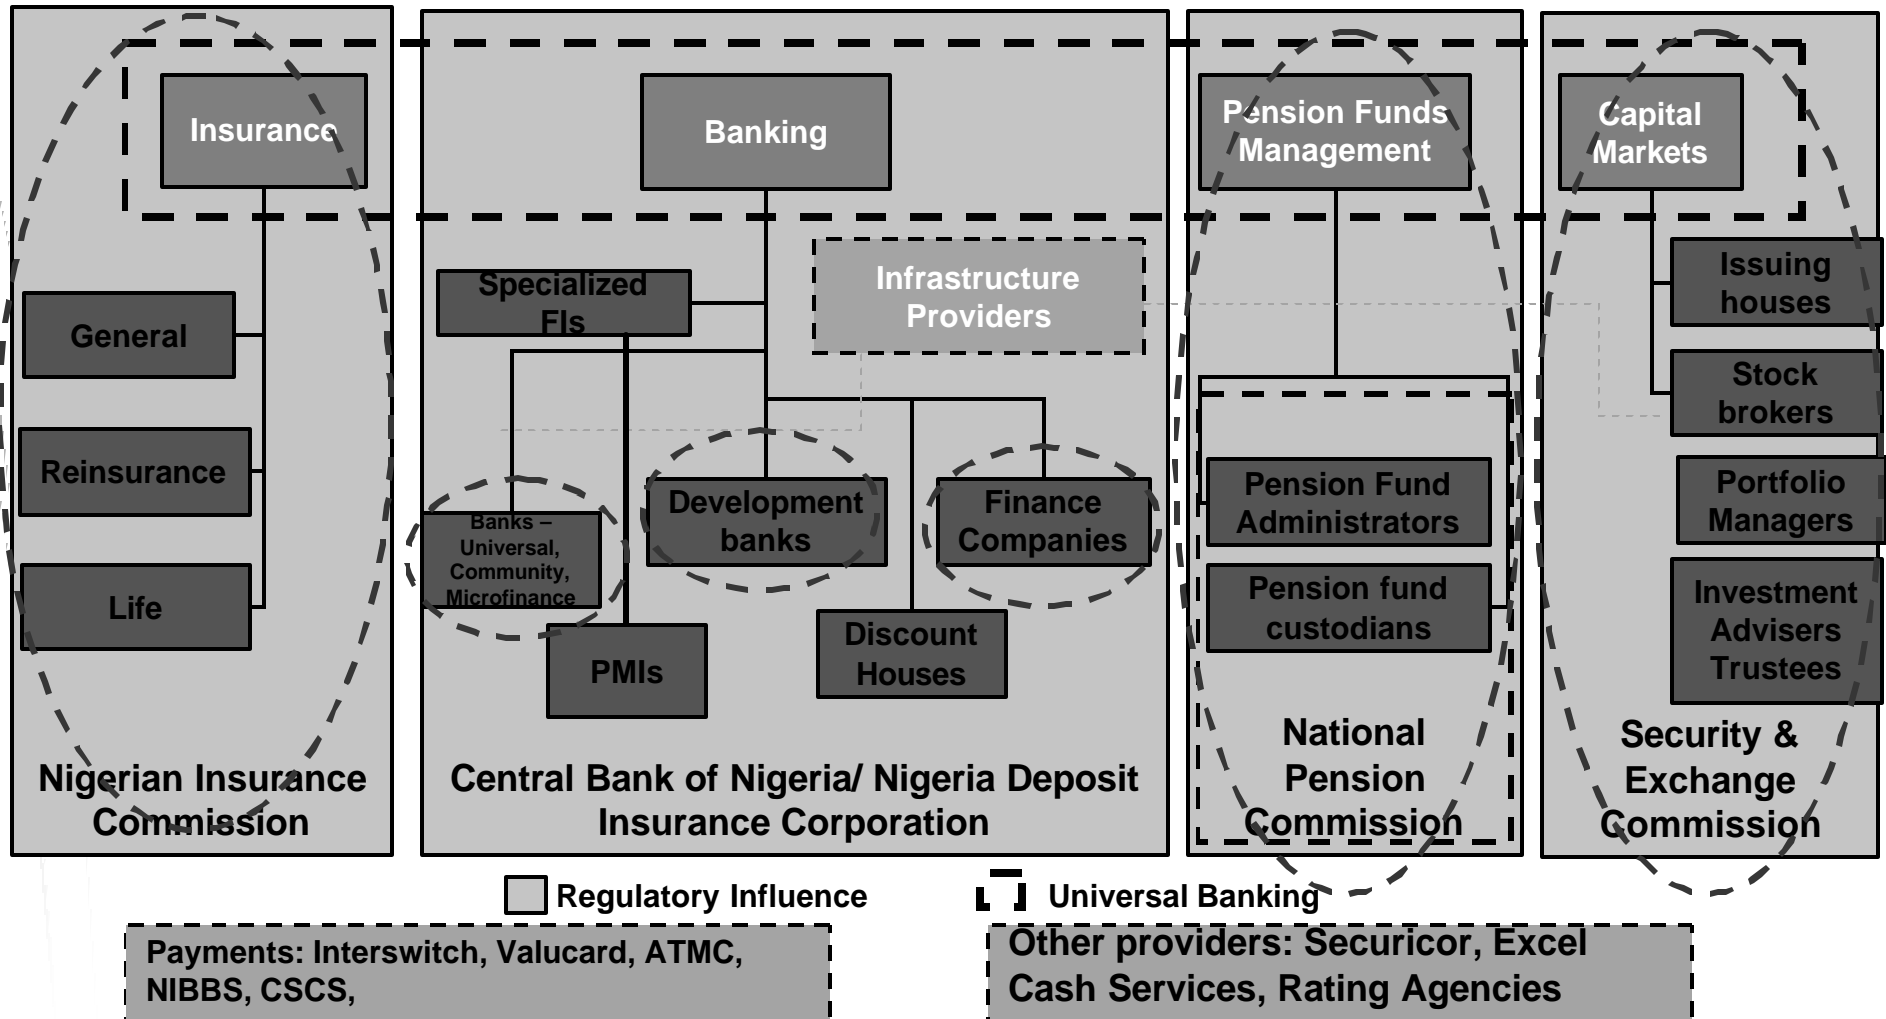 Insurance
Banking
Pension Funds
Management
Capital
Markets
General
Reinsurance
Life
Nigerian Insurance
Commission
Specialized
FIs
Infrastructure
Providers
Banks –
Universal,
Community,
Microfinance
Development
banks
Finance
Companies
PMIs
Discount
Houses
Central Bank of Nigeria/ Nigeria Deposit
Insurance Corporation
Pension Fund
Administrators
Pension fund
custodians
National
Pension
Commission
Issuing
houses
Stock
brokers
Portfolio
Managers
Investment
Advisers
Trustees
Security &
Exchange
Commission
Regulatory Influence
Universal Banking
Payments: Interswitch, Valucard, ATMC,
NIBBS, CSCS,
Other providers: Securicor, Excel
Cash Services, Rating Agencies